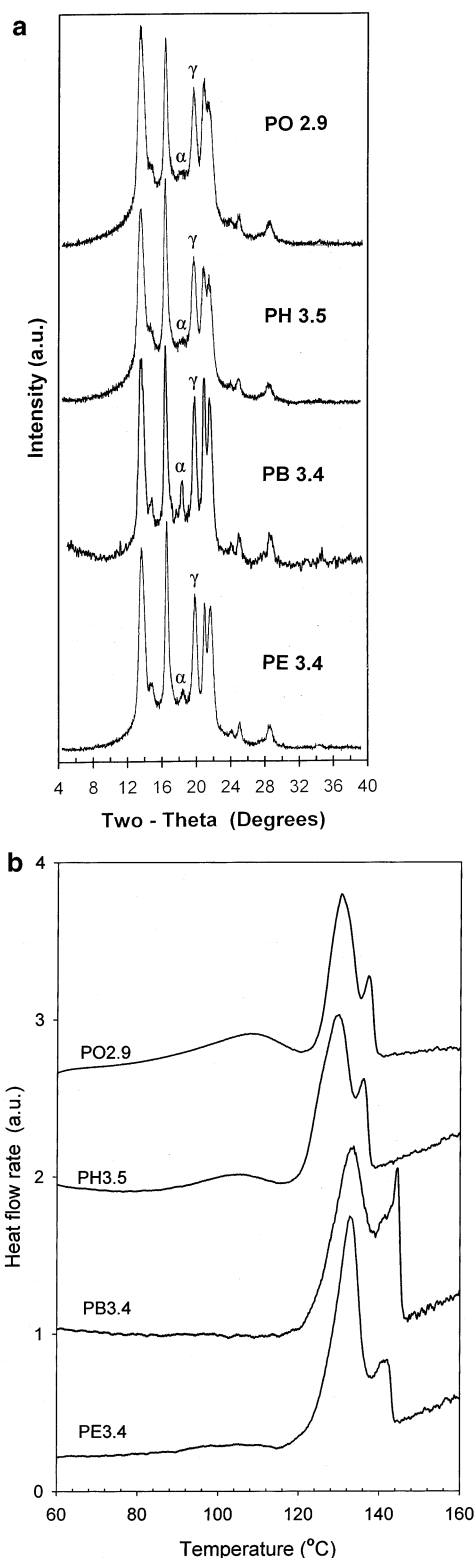 a
γ
PO 2.9
α
γ
PH 3.5
α
γ
PB 3.4
α
γ
PE 3.4
α
Intensity (a.u.)
4 8 12 16 20 24 28 32 36 40
Two - Theta (Degrees)
b
4
3
2
1
0
PO2.9
PH3.5
PB3.4
PE3.4
Heat flow rate (a.u.)
60 80 100 120 140 160
Temperature (°C)